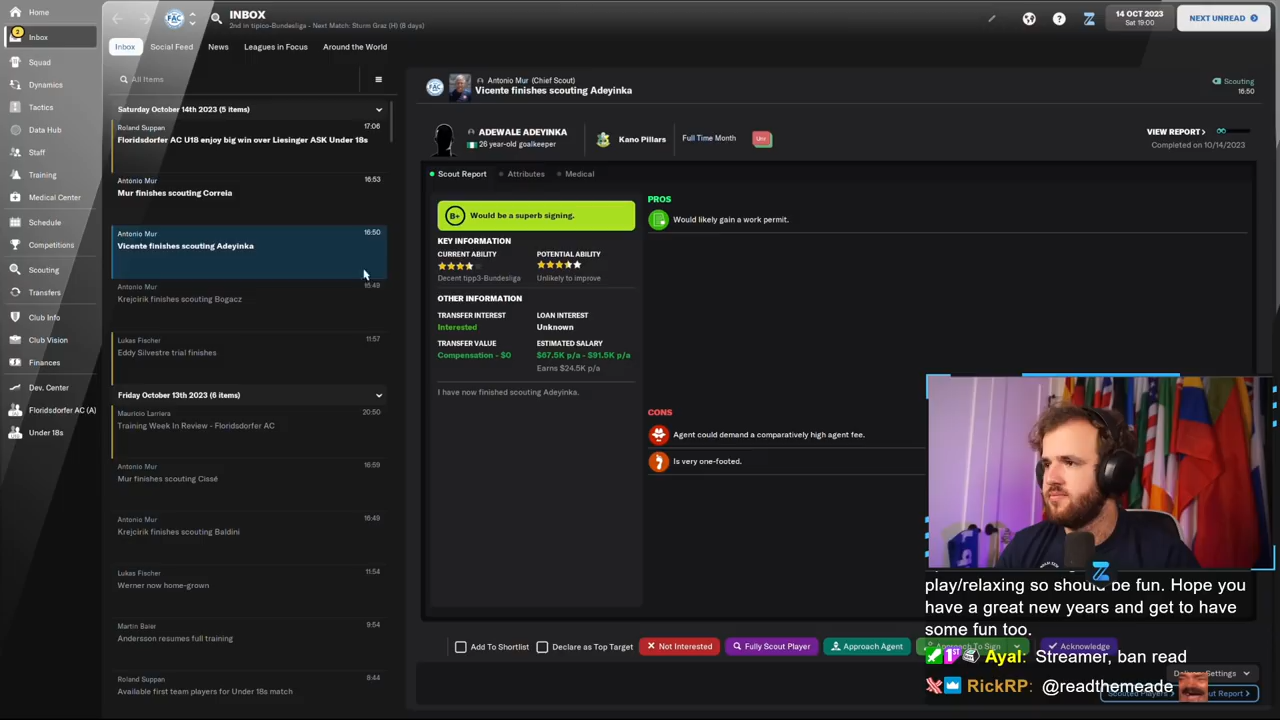 Home
Inbox
2
Squad
Dynamics
Tactics
Data Hub
Staff
Training
Medical Center
Schedule
Competitions
Scouting
Transfers
Club Info
Club Vision
Finances
Dev. Center
Floridsdorfer AC (A)
Under 18s
FAC
INBOX
2nd in tipico-Bundesliga - Next Match: Sturm Graz (H) (8 days)
14 OCT 2023
Sat 19:00
NEXT UNREAD
Inbox
Social Feed
News
Leagues in Focus
Around the World
All Items
Saturday October 14th 2023 (5 items)
Roland Suppan
17:06
Floridsdorfer AC U18 enjoy big win over Liesinger ASK Under 18s
Antonio Mur
16:53
Mur finishes scouting Correia
Antonio Mur
16:50
Vicente finishes scouting Adeyinka
Antonio Mur
16:49
Krejcirik finishes scouting Bogacz
Lukas Fischer
11:57
Eddy Silvestre trial finishes
Friday October 13th 2023 (6 items)
Mauricio Larriera
20:50
Training Week In Review - Floridsdorfer AC
Antonio Mur
16:59
Mur finishes scouting Cissé
Antonio Mur
16:49
Krejcirik finishes scouting Baldini
Lukas Fischer
11:54
Werner now home-grown
Martin Baier
9:54
Andersson resumes full training
Roland Suppan
8:44
Available first team players for Under 18s match
FAC
Antonio Mur (Chief Scout)
Vicente finishes scouting Adeyinka
Scouting
16:50
ADEWALE ADEYINKA
26 year-old goalkeeper
Kano Pillars
Full Time Month
Unv
VIEW REPORT
Completed on 10/14/2023
Scout Report
Attributes
Medical
B+
Would be a superb signing.
KEY INFORMATION
CURRENT ABILITY
POTENTIAL ABILITY
Decent tipp3-Bundesliga
Unlikely to improve
OTHER INFORMATION
TRANSFER INTEREST
LOAN INTEREST
Interested
Unknown
TRANSFER VALUE
ESTIMATED SALARY
Compensation - $0
$67.5K p/a - $91.5K p/a
Earns $24.5K p/a
I have now finished scouting Adeyinka.
PROS
Would likely gain a work permit.
CONS
Agent could demand a comparatively high agent fee.
Is very one-footed.
Add To Shortlist
Declare as Top Target
Not Interested
Fully Scout Player
Approach Agent
Approach To Sign
Acknowledge
play/relaxing so should be fun. Hope you
have a great new years and get to have
some fun too.
Ayal: Streamer, ban read
Settings
RickRP: @readthemeade
Scouted Players
Scout Report